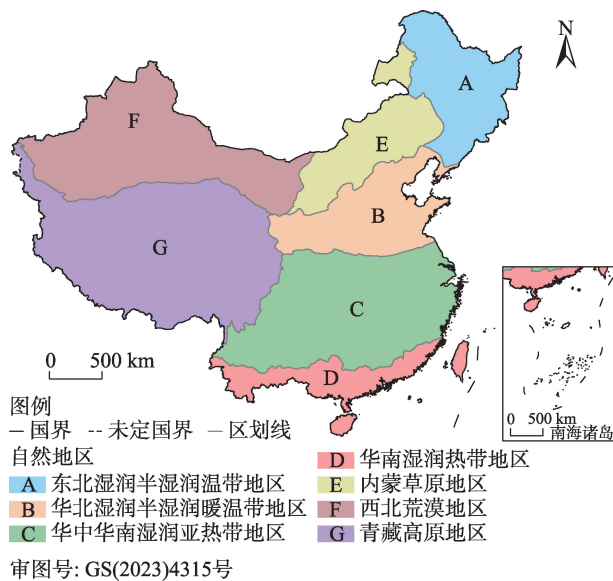 N
A
F
E
B
G
C
D
0 500 km
0 500 km
南海诸岛
图例
国界 未定国界 区划线
自然地区
A 东北湿润半湿润温带地区
B 华北湿润半湿润暖温带地区
C 华中华南湿润亚热带地区
D 华南湿润热带地区
E 内蒙草原地区
F 西北荒漠地区
G 青藏高原地区
审图号: GS(2023)4315号